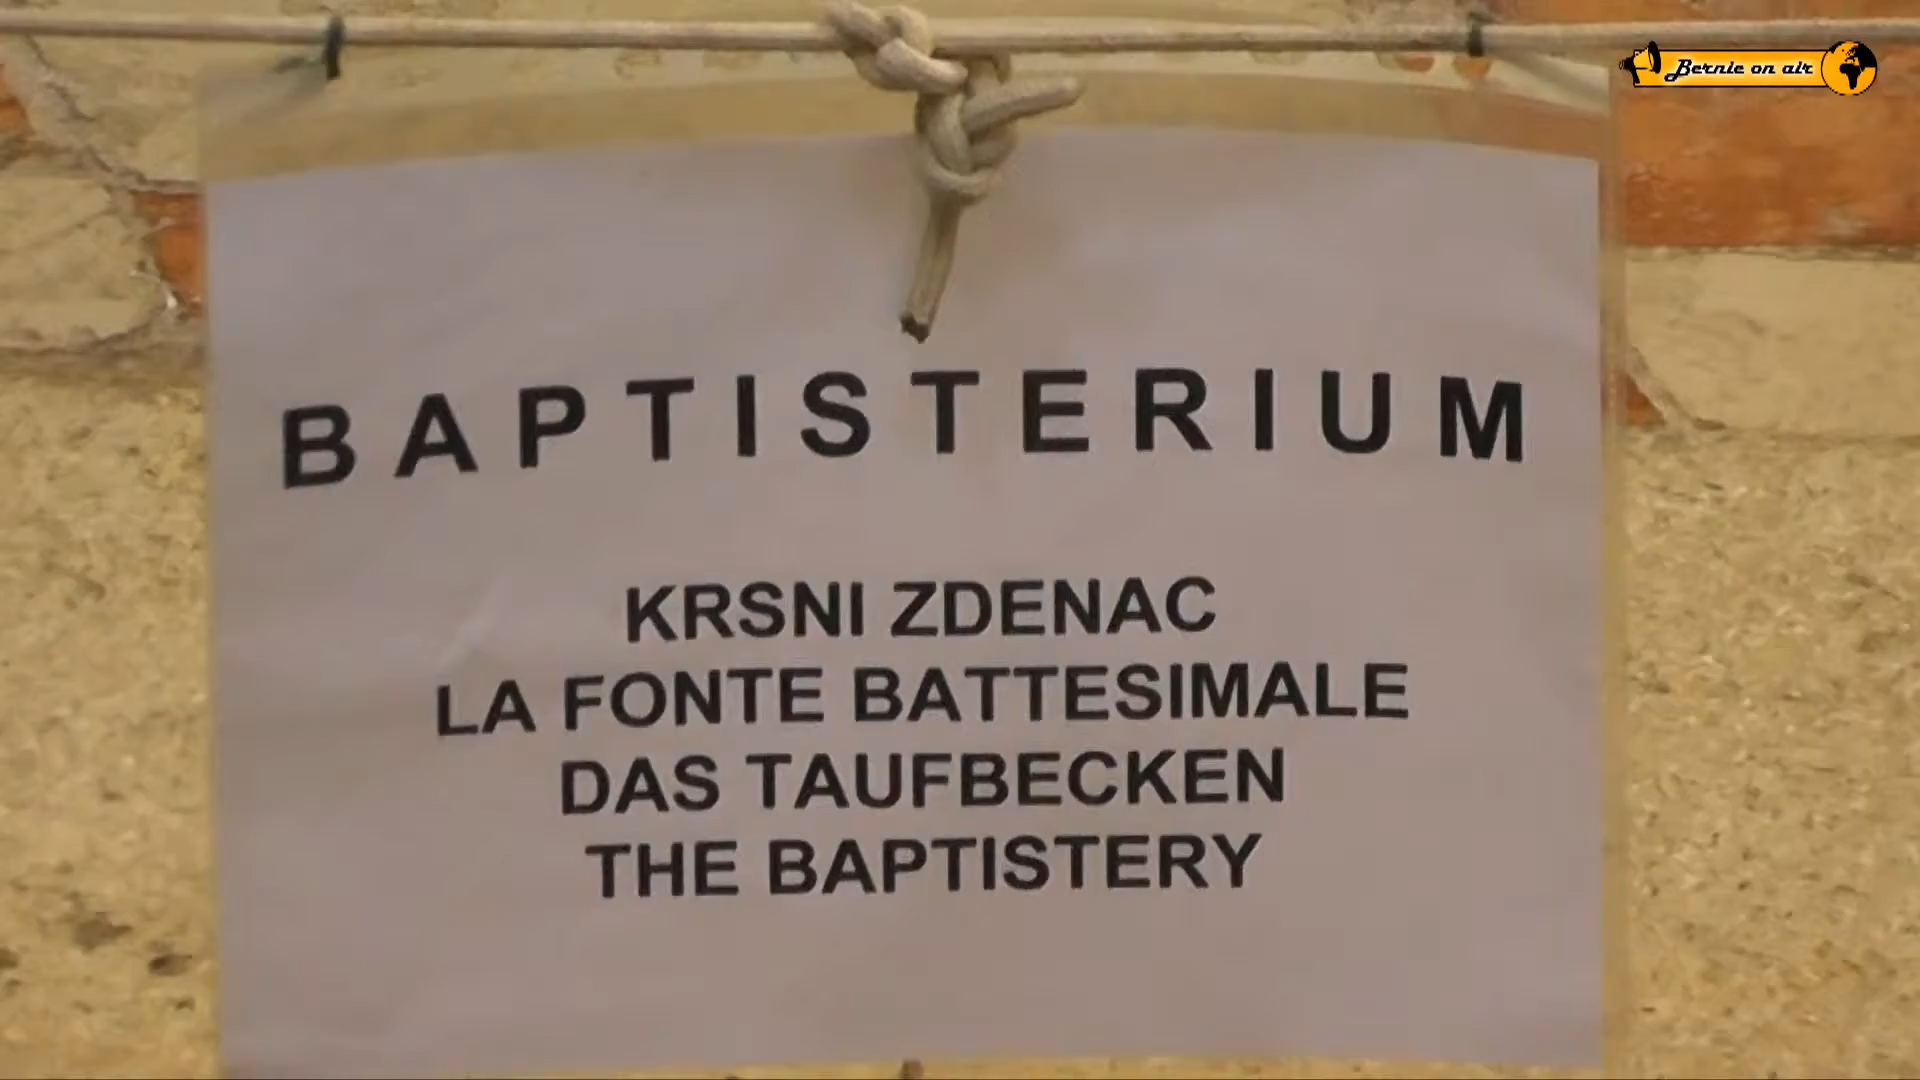 Bernie on air
BAPTISTERIUM
KRSNI ZDENAC
LA FONTE BATTESIMALE
DAS TAUFBECKEN
THE BAPTISTERY